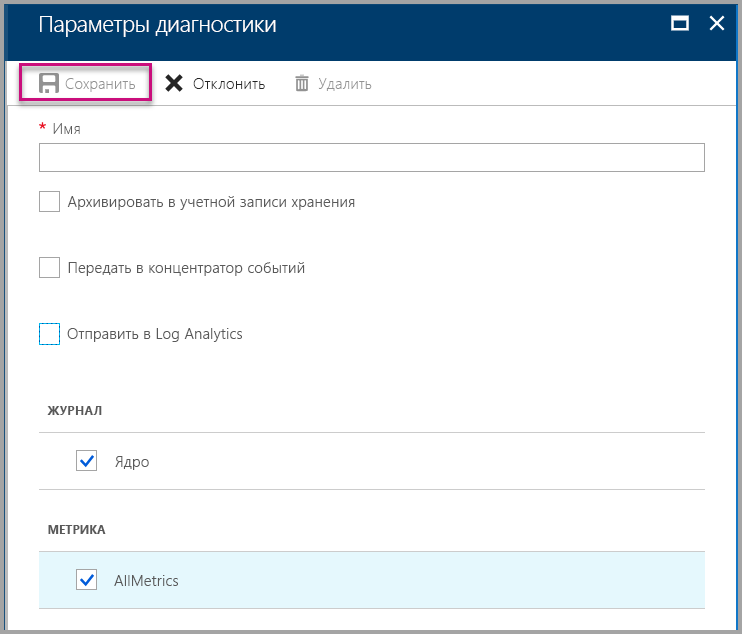 Параметры диагностики
Сохранить Отклонить Удалить
* Имя
Архивировать в учетной записи хранения
Передать в концентратор событий
Отправить в Log Analytics
ЖУРНАЛ
Ядро
МЕТРИКА
AllMetrics